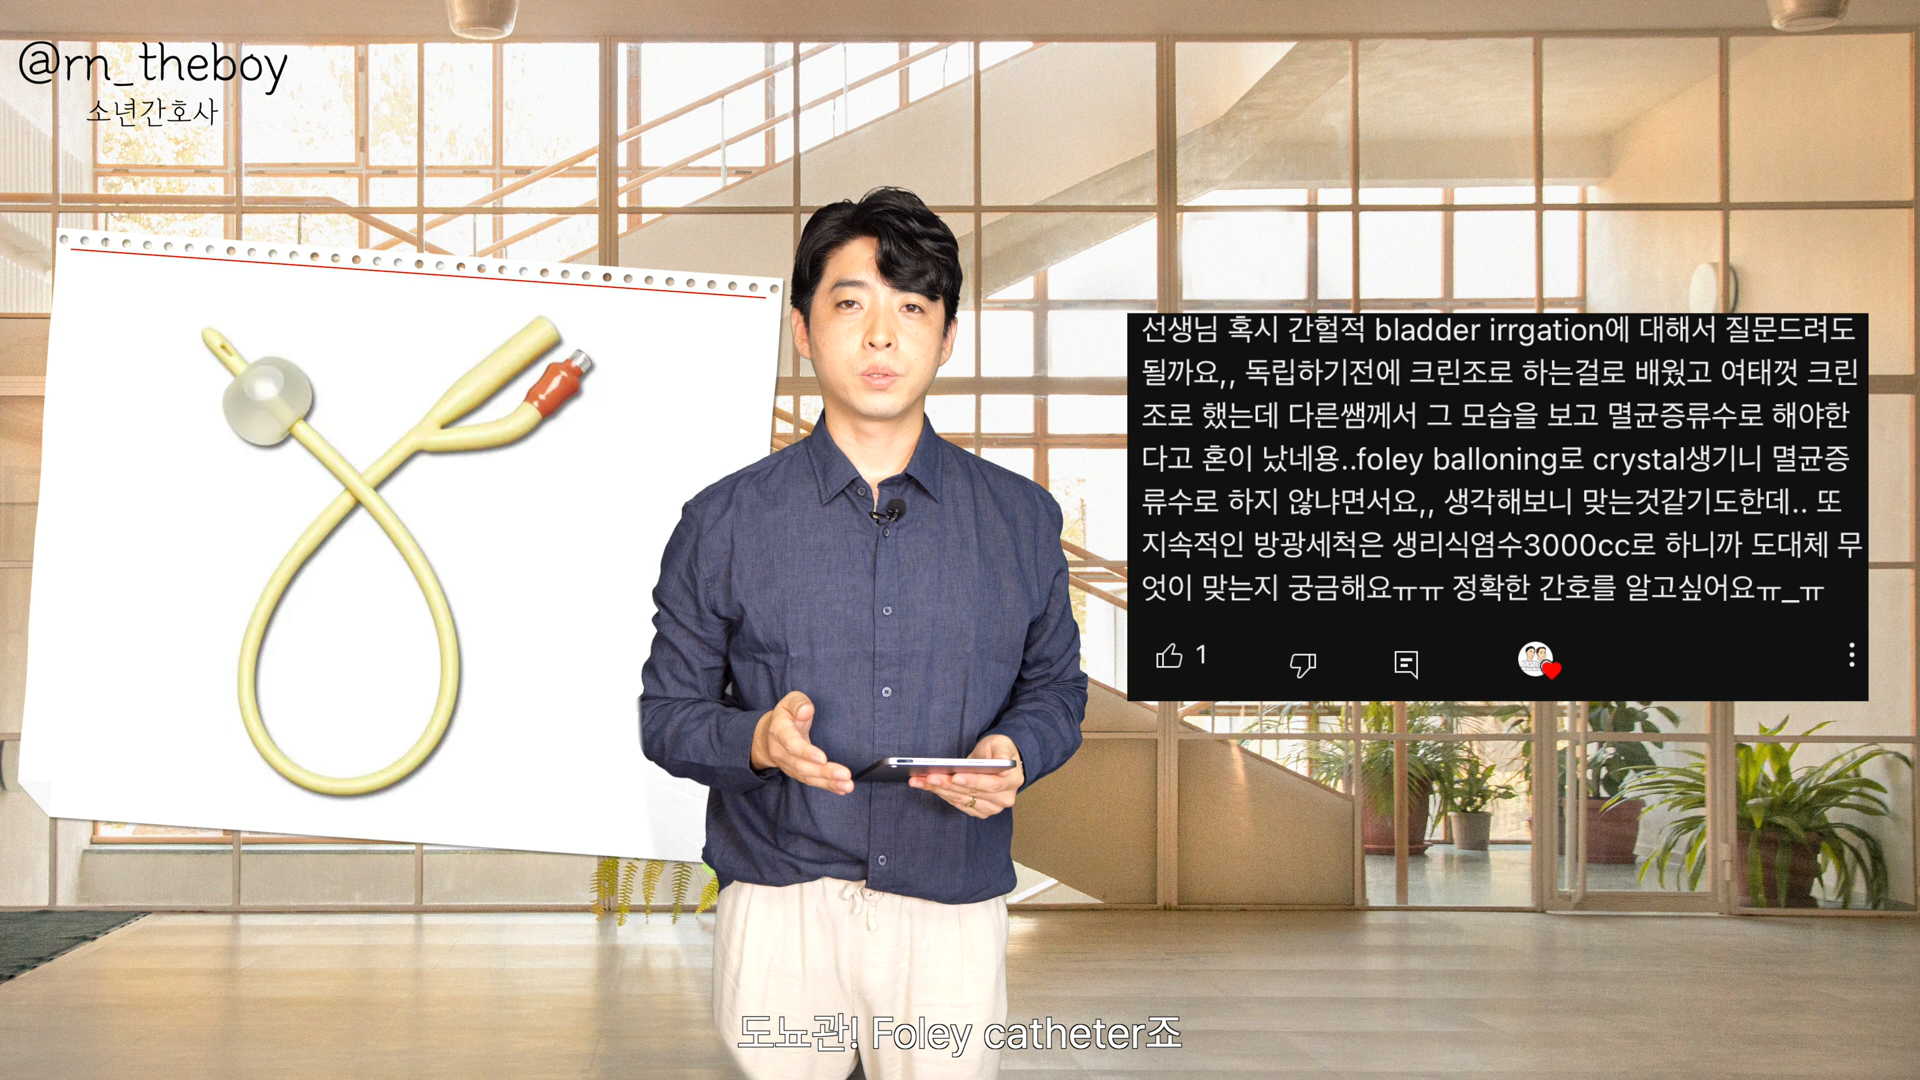 @rn_theboy
소년간호사
선생님 혹시 간헐적 bladder irrgation에 대해서 질문드려도
될까요,, 독립하기전에 크린조로 하는걸로 배웠고 여태껏 크린
조로 했는데 다른쌤께서 그 모습을 보고 멸균증류수로 해야한
다고 혼이 났네용..foley balloning로 crystal생기니 멸균증
류수로 하지 않냐면서요,, 생각해보니 맞는것같기도한데.. 또
지속적인 방광세척은 생리식염수3000cc로 하니까 도대체 무
엇이 맞는지 궁금해요ㅠㅠ 정확한 간호를 알고싶어요ㅠ_ㅠ
1
도뇨관! Foley catheter죠